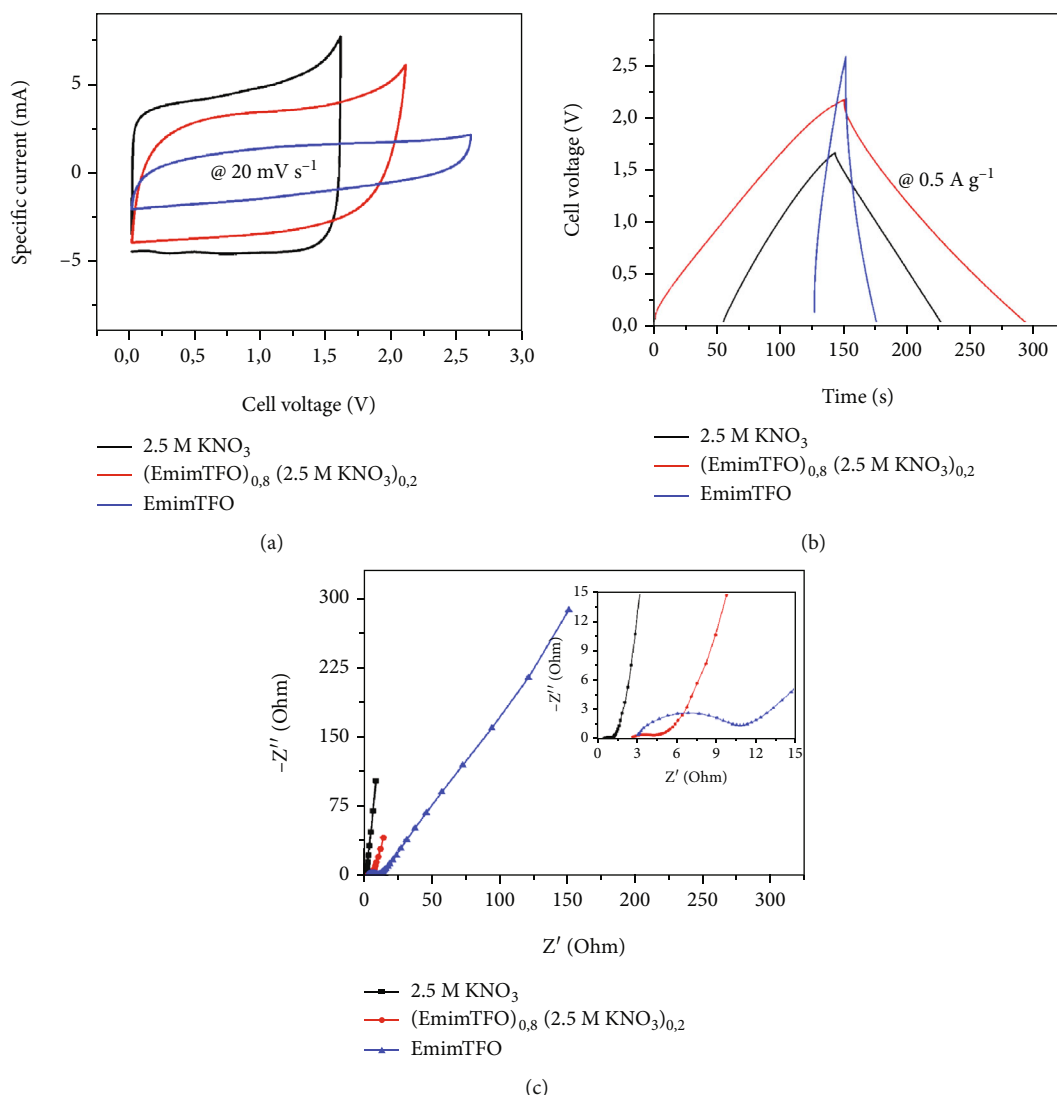 5
0
−5
Specific current (mA)
@ 20 mV s⁻¹
0,0 0,5 1,0 1,5 2,0 2,5 3,0
Cell voltage (V)
2.5 M KNO₃
(EmimTFO)₀,₈ (2.5 M KNO₃)₀,₂
EmimTFO
(a)
2,5
2,0
1,5
1,0
0,5
0,0
Cell voltage (V)
@ 0.5 A g⁻¹
0 50 100 150 200 250 300
Time (s)
2.5 M KNO₃
(EmimTFO)₀,₈ (2.5 M KNO₃)₀,₂
EmimTFO
(b)
300
225
150
75
0
−Z″ (Ohm)
0 50 100 150 200 250 300
Z′ (Ohm)
15
12
9
6
3
0
−Z″ (Ohm)
0 3 6 9 12 15
Z′ (Ohm)
2.5 M KNO₃
(EmimTFO)₀,₈ (2.5 M KNO₃)₀,₂
EmimTFO
(c)